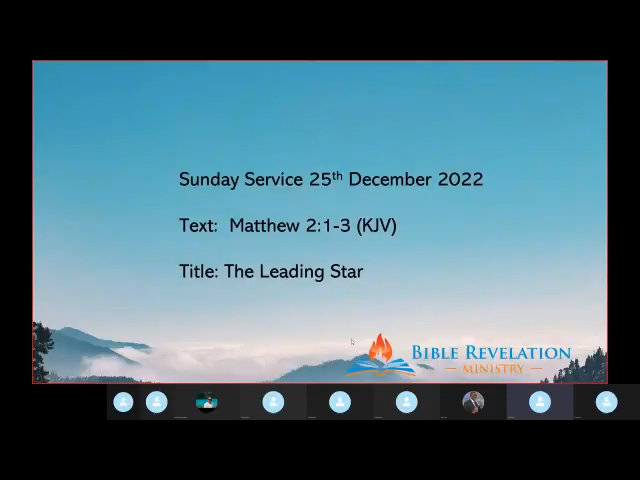 Sunday Service 25th December 2022
Text:  Matthew 2:1-3 (KJV)
Title: The Leading Star
BIBLE REVELATION
MINISTRY